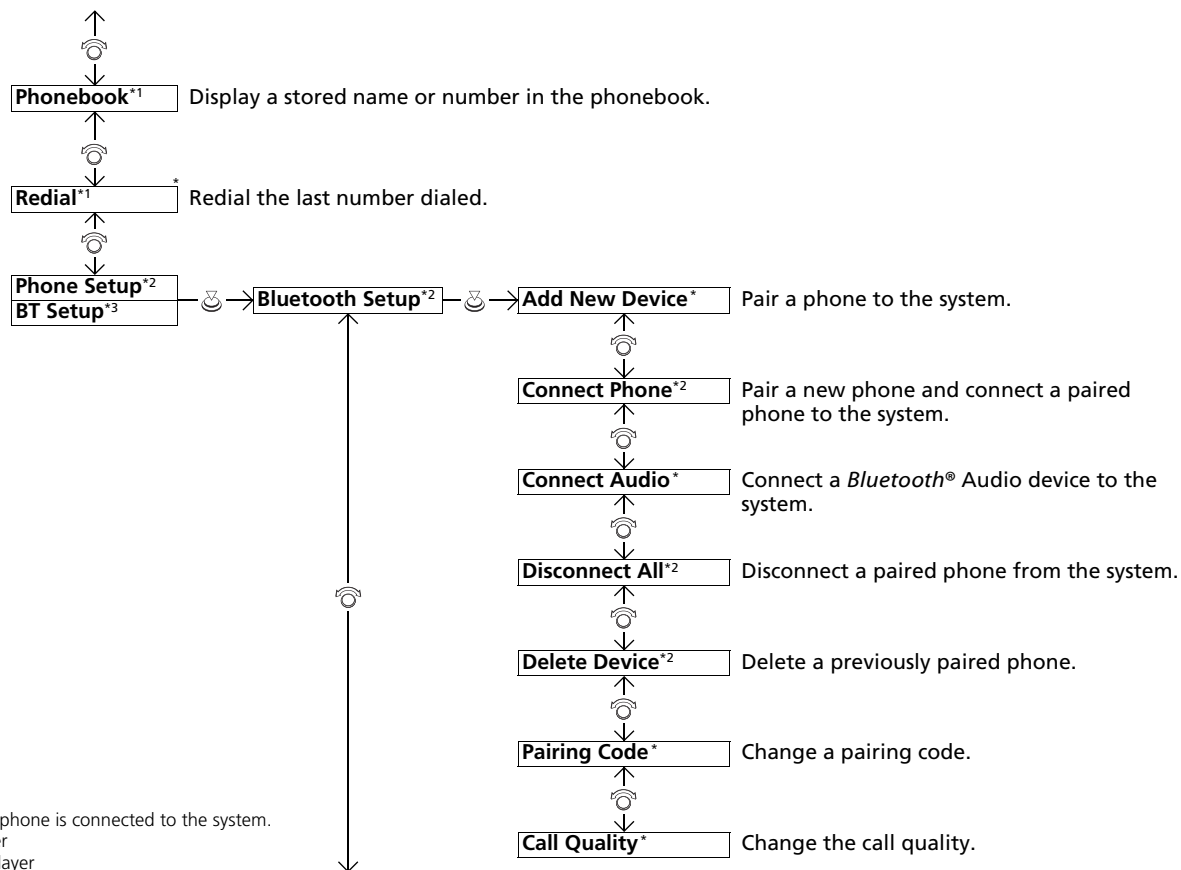 Phonebook*1 Display a stored name or number in the phonebook.
Redial*1 * Redial the last number dialed.
Phone Setup*2
BT Setup*3
Bluetooth Setup*2
Add New Device* Pair a phone to the system.
Connect Phone*2 Pair a new phone and connect a paired
phone to the system.
Connect Audio* Connect a Bluetooth® Audio device to the
system.
Disconnect All*2 Disconnect a paired phone from the system.
Delete Device*2 Delete a previously paired phone.
Pairing Code* Change a pairing code.
Call Quality* Change the call quality.
phone is connected to the system.
er
layer